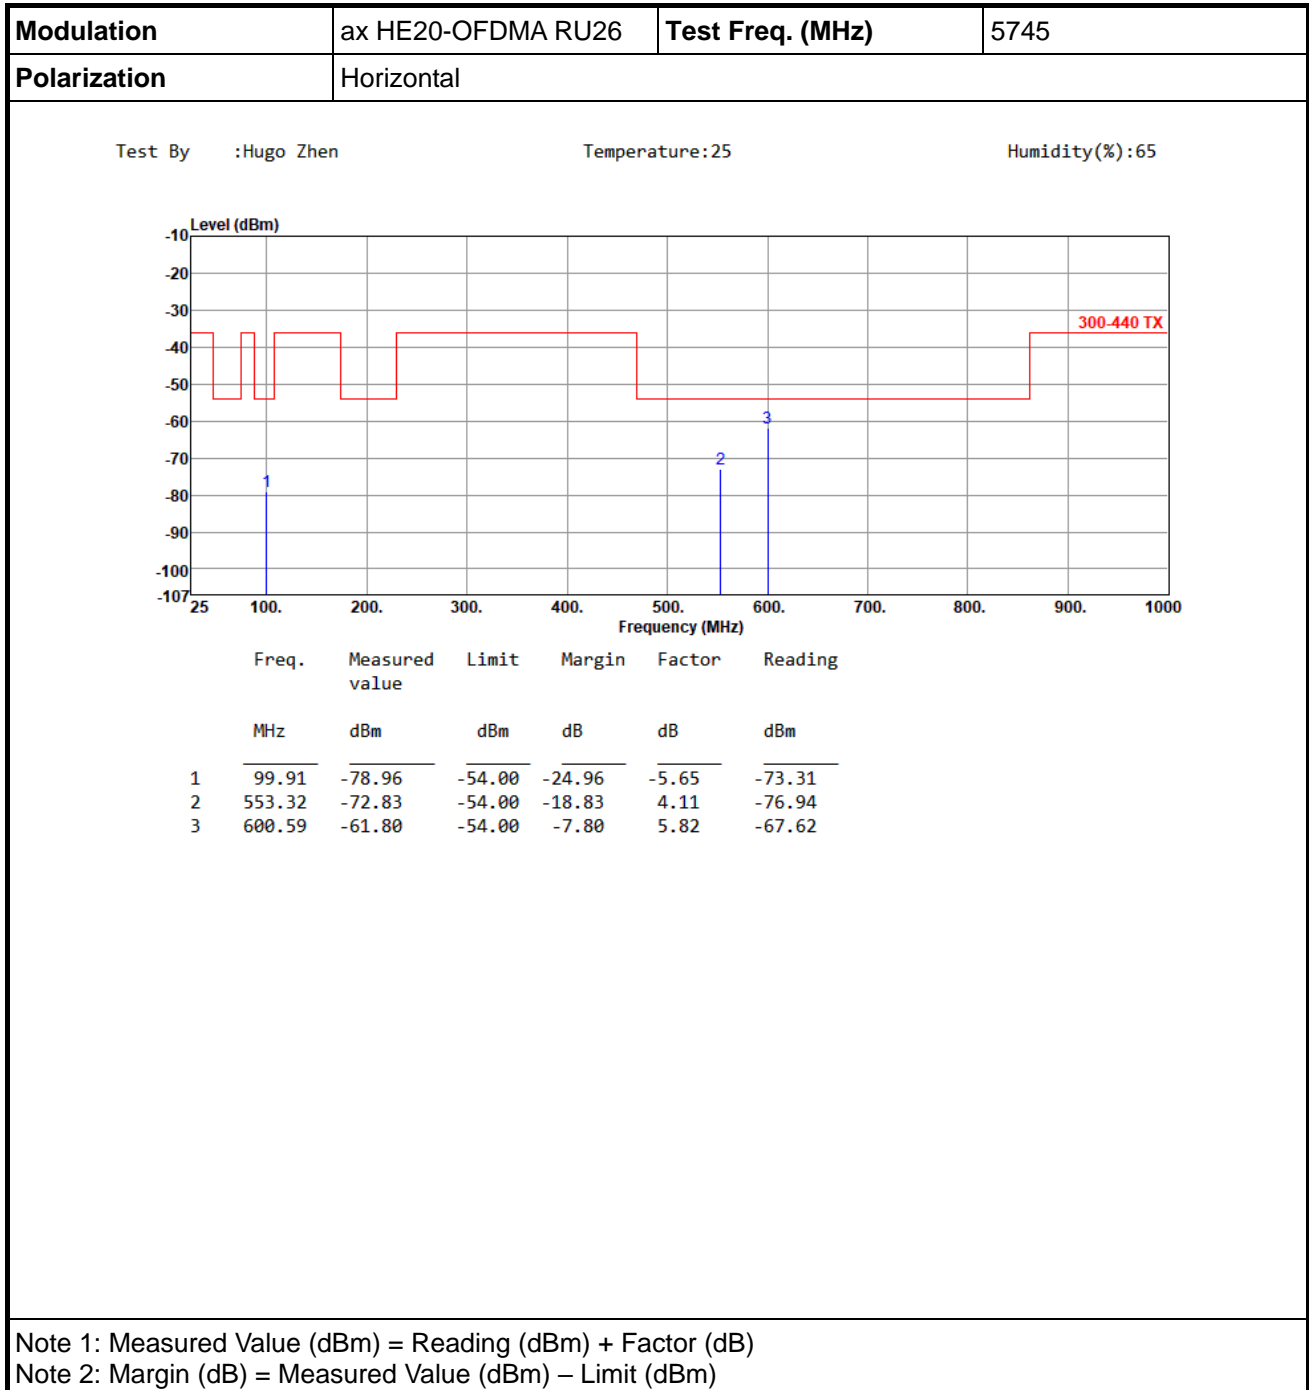 Modulation ax HE20-OFDMA RU26 Test Freq. (MHz) 5745
Polarization Horizontal
Test By :Hugo Zhen Temperature:25 Humidity(%):65
Level (dBm)
-10
-20
-30
300-440 TX
-40
-50
-60
3
-70
2
1
-80
-90
-100
-107
25 100. 200. 300. 400. 500. 600. 700. 800. 900. 1000
Frequency (MHz)
Freq. Measured Limit Margin Factor Reading
value
MHz dBm dBm dB dB dBm
1 99.91 -78.96 -54.00 -24.96 -5.65 -73.31
2 553.32 -72.83 -54.00 -18.83 4.11 -76.94
3 600.59 -61.80 -54.00 -7.80 5.82 -67.62
Note 1: Measured Value (dBm) = Reading (dBm) + Factor (dB)
Note 2: Margin (dB) = Measured Value (dBm) – Limit (dBm)